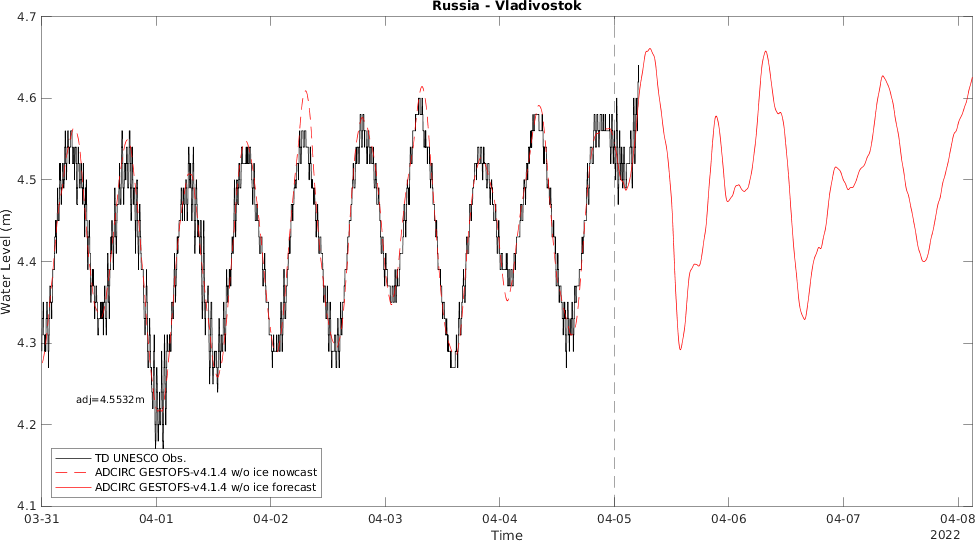 Russia - Vladivostok
4.7
4.6
4.5
4.4
4.3
4.2
4.1
Water Level (m)
adj=4.5532m
TD UNESCO Obs.
ADCIRC GESTOFS-v4.1.4 w/o ice nowcast
ADCIRC GESTOFS-v4.1.4 w/o ice forecast
03-31 04-01 04-02 04-03 04-04 04-05 04-06 04-07 04-08
Time
2022